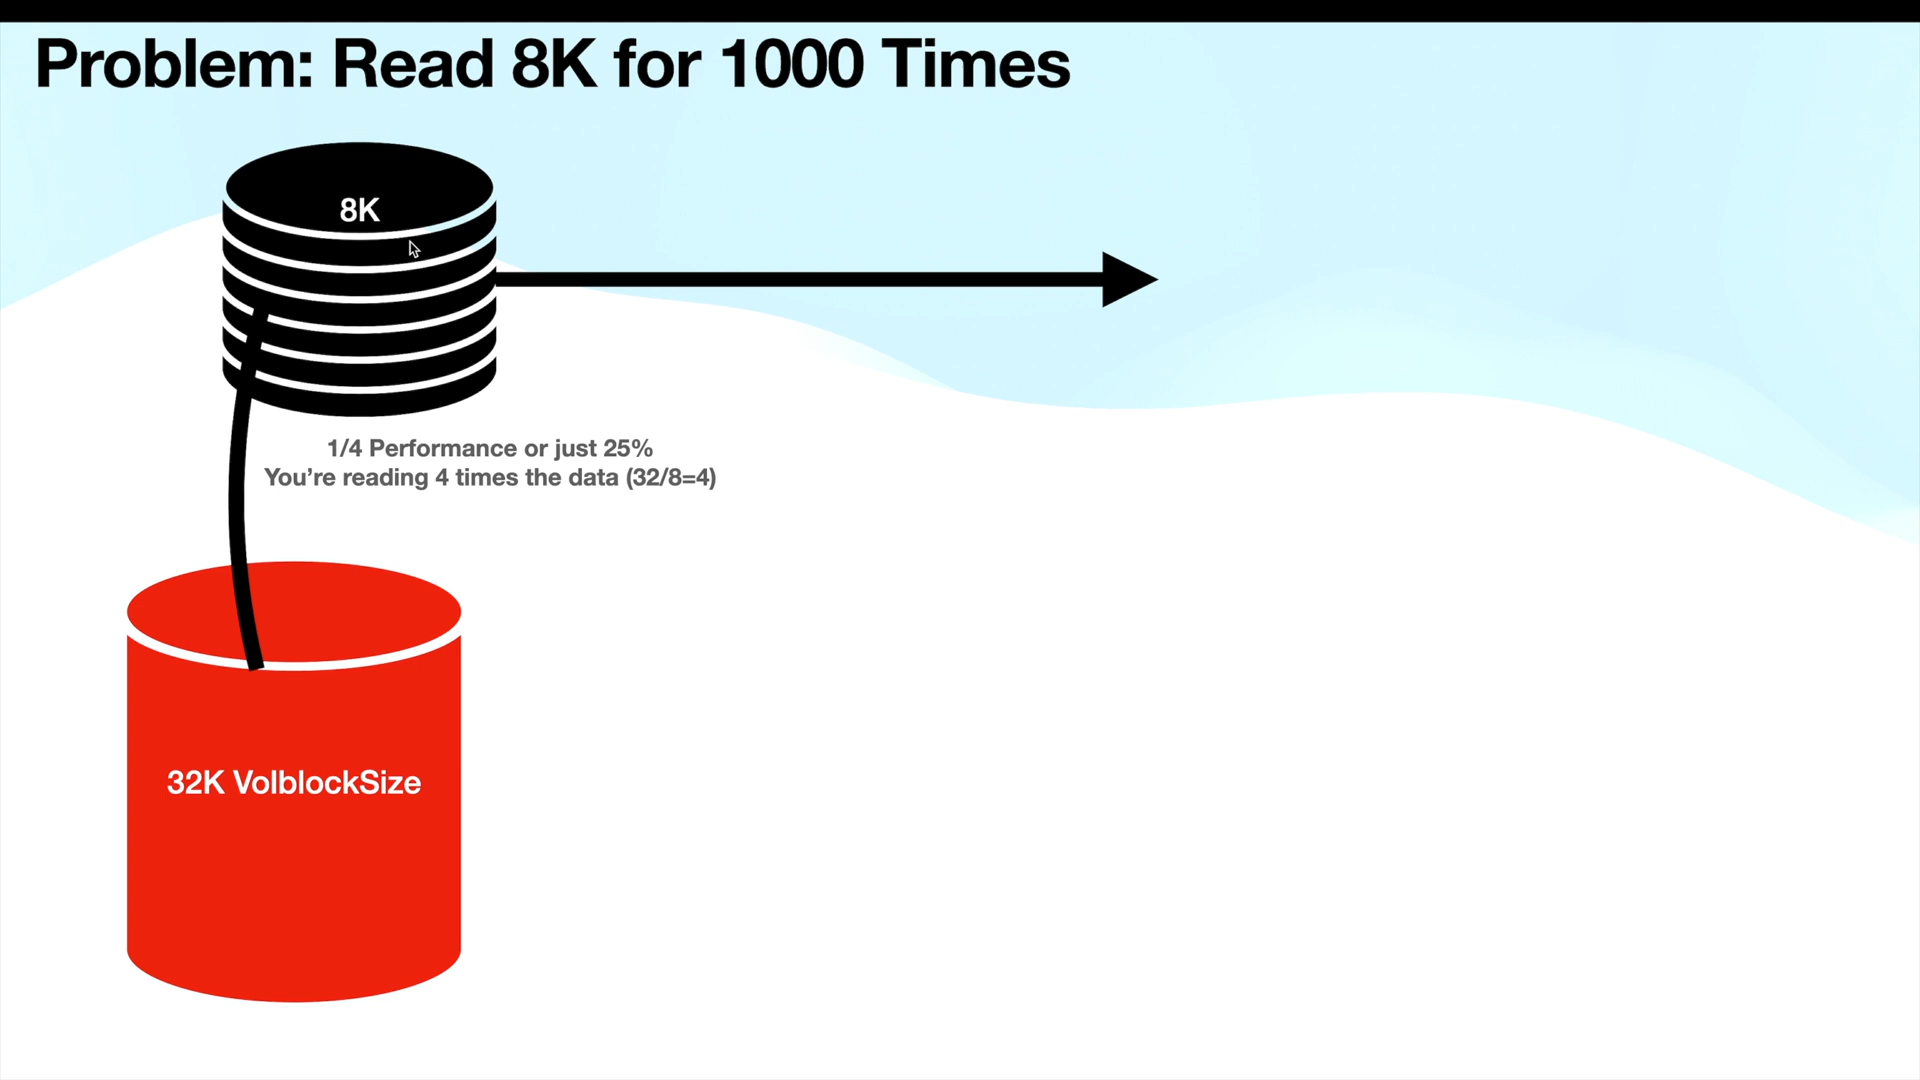 Problem: Read 8K for 1000 Times
8K
1/4 Performance or just 25%
You’re reading 4 times the data (32/8=4)
32K VolblockSize